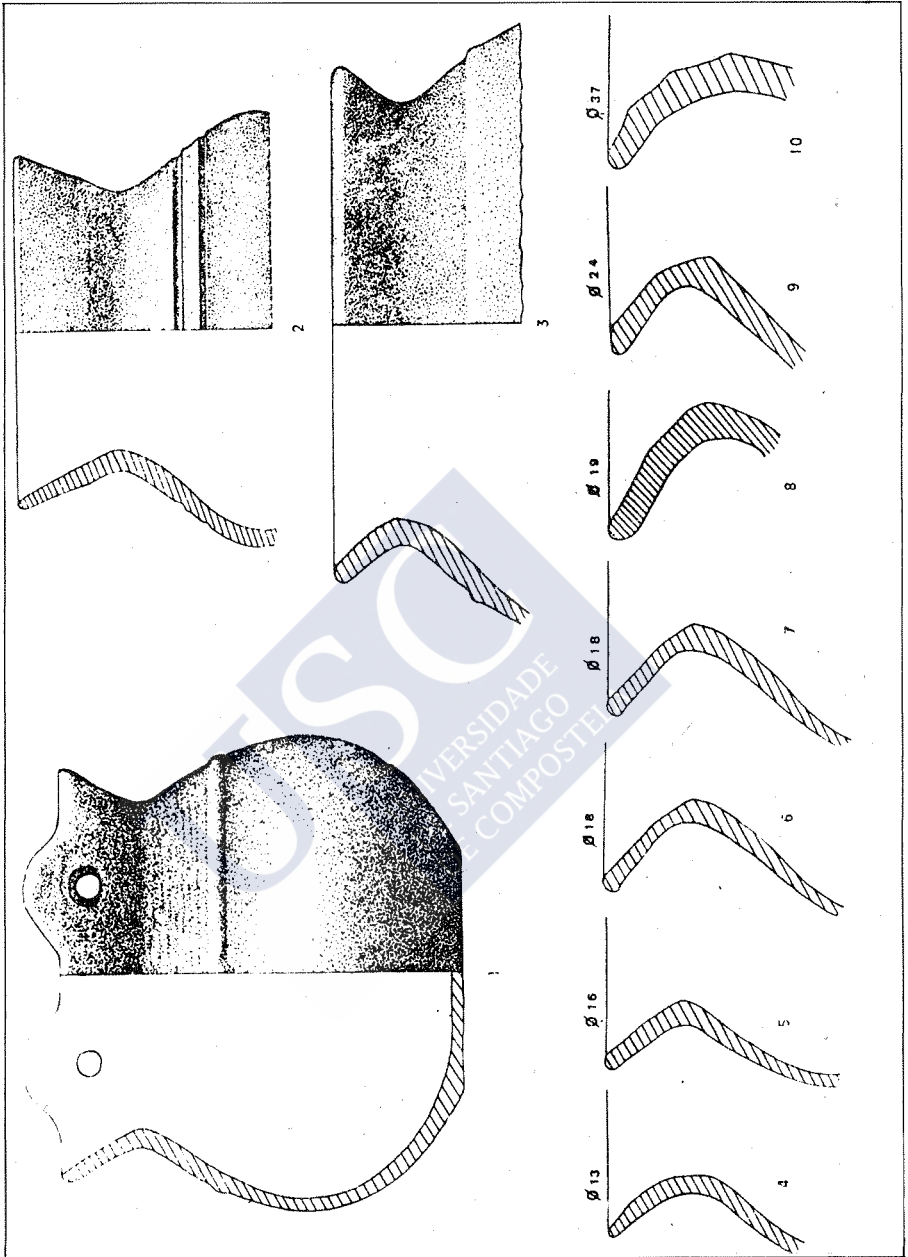 1
2
3
Ø 13
Ø 16
Ø 18
Ø 18
Ø 19
Ø 24
Ø 37
4
5
6
7
8
9
10
USC
UNIVERSIDADE
DE SANTIAGO
DE COMPOSTELA